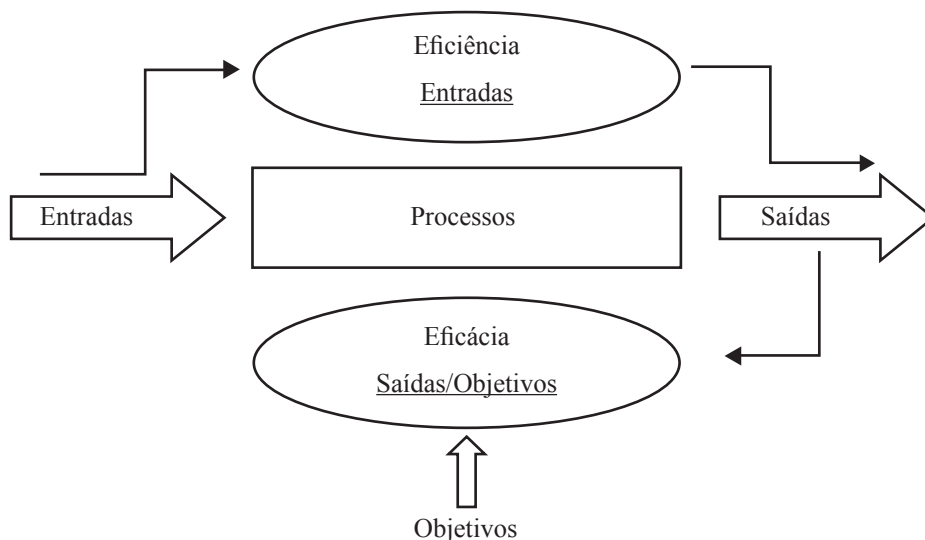 Eficiência
Entradas
Entradas
Processos
Saídas
Eficácia
Saídas/Objetivos
Objetivos